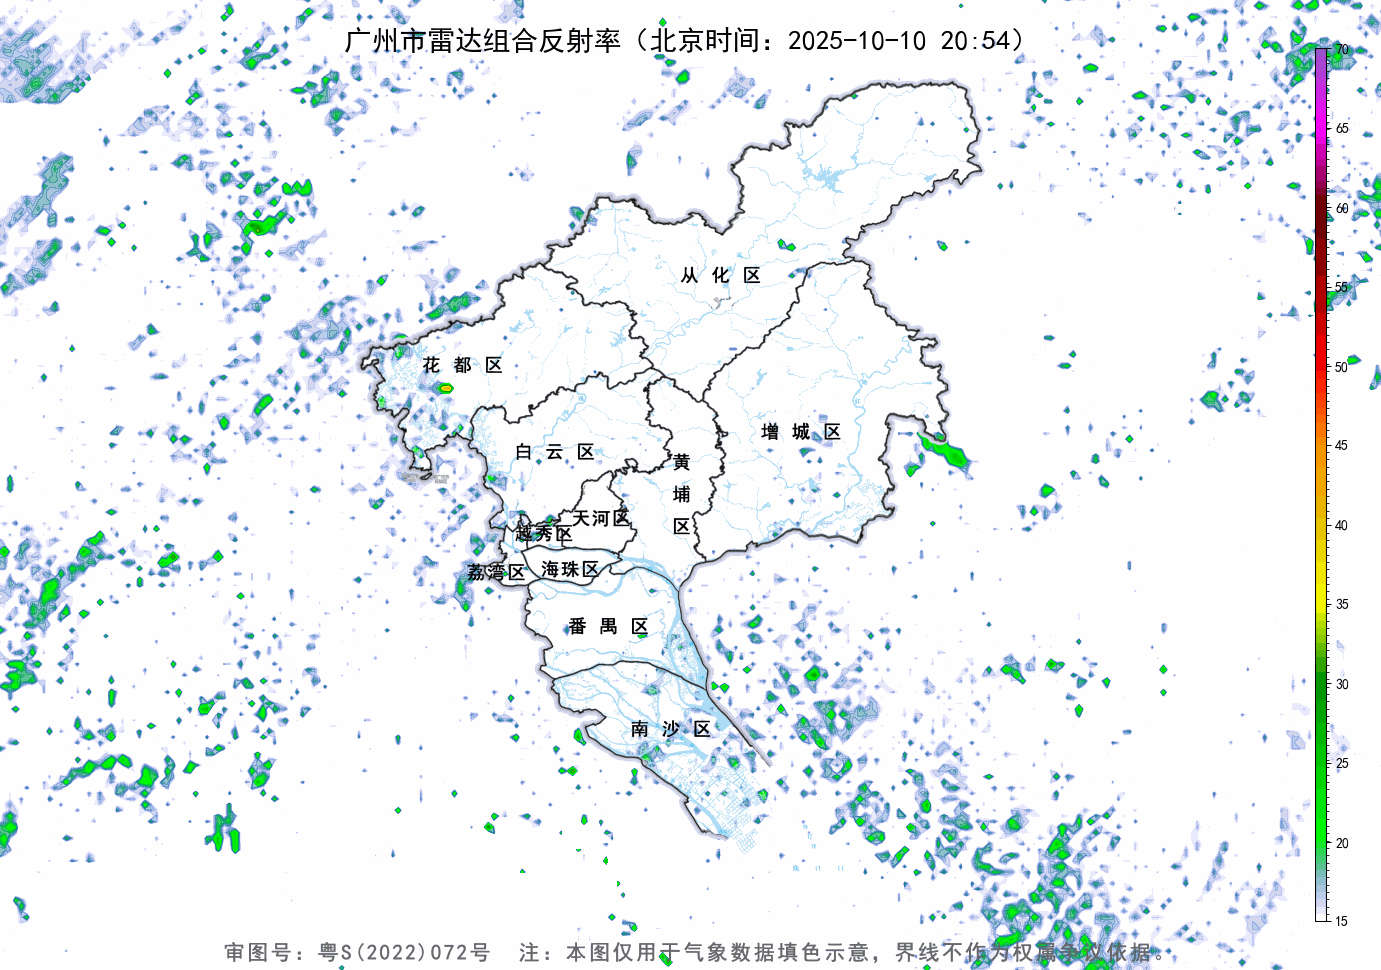 广州市雷达组合反射率（北京时间：2025-10-10 20:54）
70
65
60
55
50
45
40
35
30
25
20
15
从化区
花都区
增城区
白云区
黄埔区
天河区
越秀区
荔湾区
海珠区
番禺区
南沙区
审图号：粤S(2022)072号 注：本图仅用于气象数据填色示意，界线不作为权属争议依据。